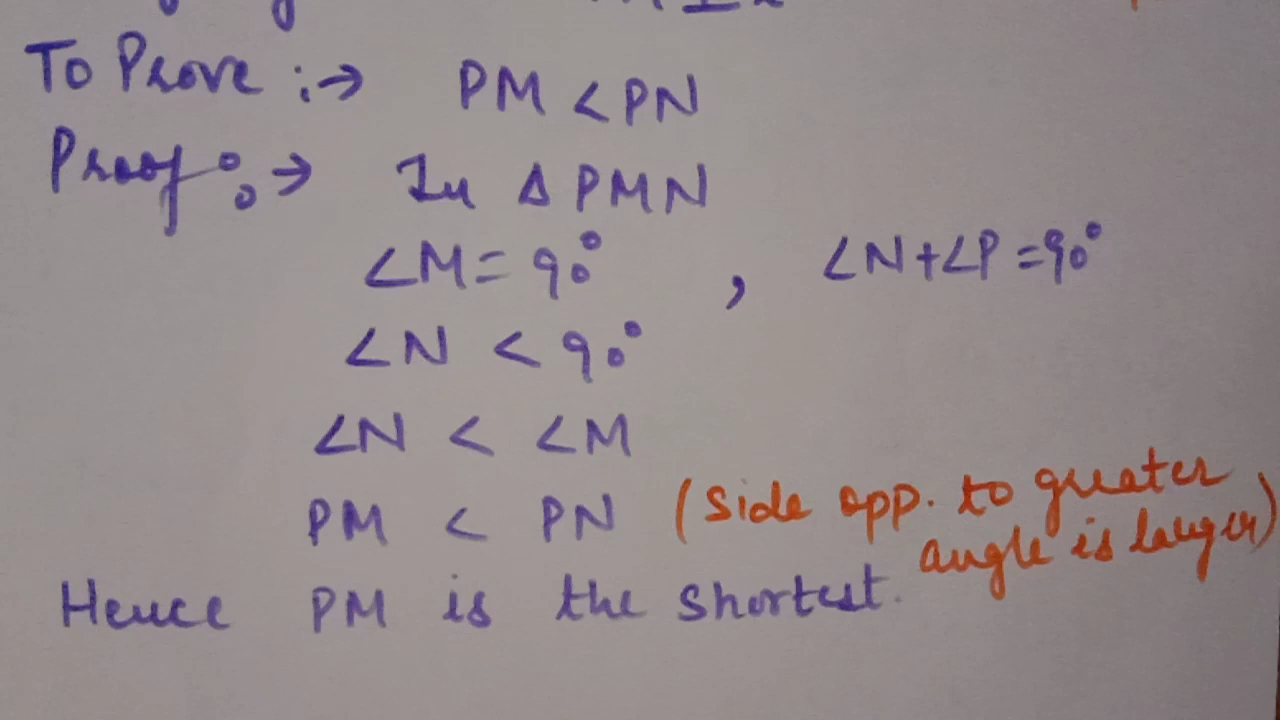 To Prove :→ PM < PN
Proof :→ In Δ PMN
∠M = 90° , ∠N+∠P = 90°
∠N < 90°
∠N < ∠M
PM < PN (Side opp. to greater
angle is larger)
Hence PM is the shortest.